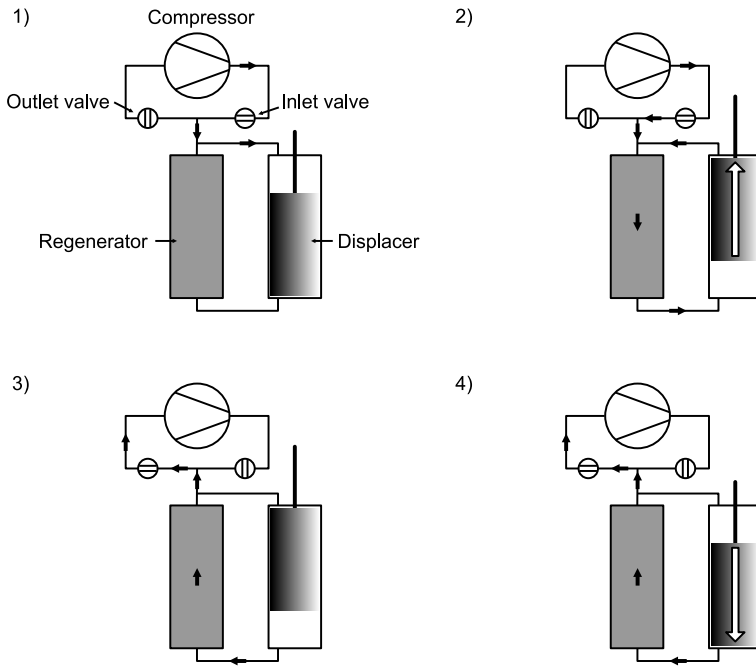 1)
Compressor
2)
Outlet valve
Inlet valve
Regenerator
Displacer
3)
4)